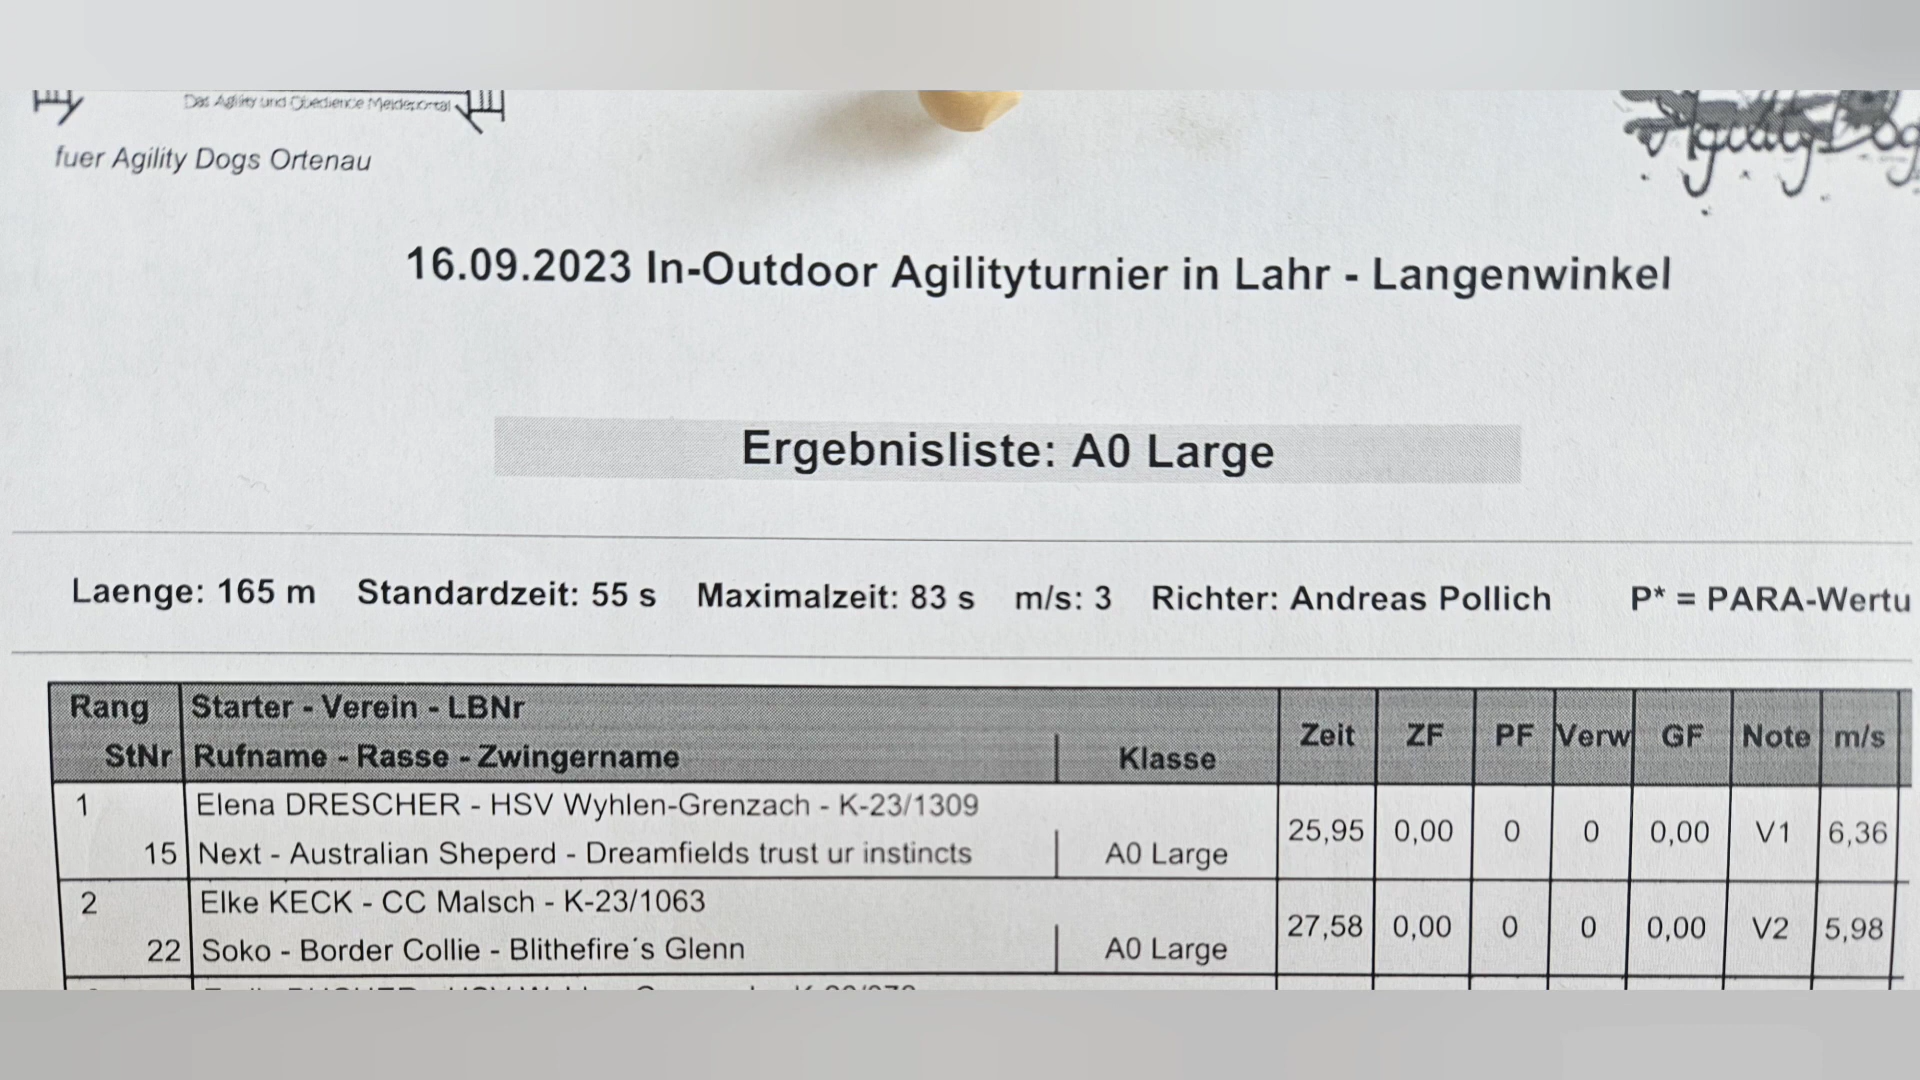 Das Agility und Obedience Meldeportal
fuer Agility Dogs Ortenau
Agility Dog
16.09.2023 In-Outdoor Agilityturnier in Lahr - Langenwinkel
Ergebnisliste: A0 Large
Laenge: 165 m Standardzeit: 55 s Maximalzeit: 83 s m/s: 3 Richter: Andreas Pollich P* = PARA-Wertu
Rang Starter - Verein - LBNr
StNr Rufname - Rasse - Zwingername Klasse Zeit ZF PF Verw GF Note m/s
1 Elena DRESCHER - HSV Wyhlen-Grenzach - K-23/1309
15 Next - Australian Sheperd - Dreamfields trust ur instincts A0 Large 25,95 0,00 0 0 0,00 V1 6,36
2 Elke KECK - CC Malsch - K-23/1063
22 Soko - Border Collie - Blithefire´s Glenn A0 Large 27,58 0,00 0 0 0,00 V2 5,98